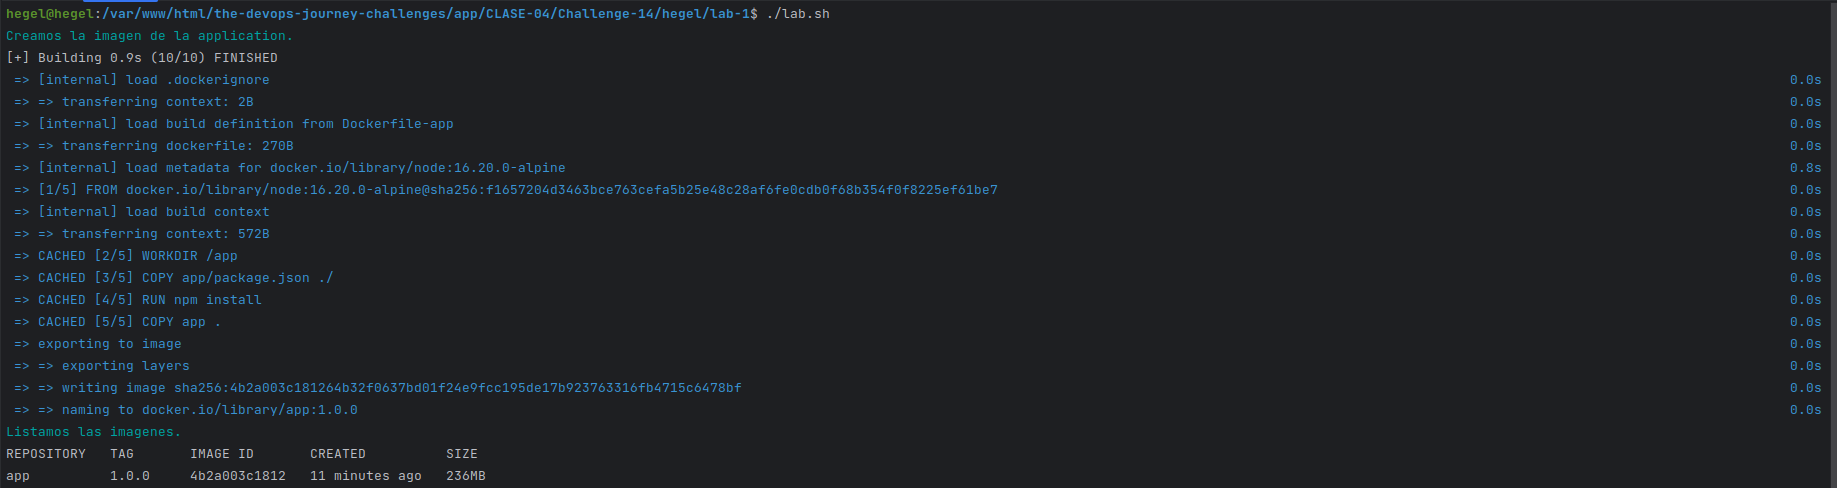 hegel@hegel:/var/www/html/the-devops-journey-challenges/app/CLASE-04/Challenge-14/hegel/lab-1$ ./lab.sh
Creamos la imagen de la application.
[+] Building 0.9s (10/10) FINISHED
=> [internal] load .dockerignore 0.0s
=> => transferring context: 2B 0.0s
=> [internal] load build definition from Dockerfile-app 0.0s
=> => transferring dockerfile: 270B 0.0s
=> [internal] load metadata for docker.io/library/node:16.20.0-alpine 0.8s
=> [1/5] FROM docker.io/library/node:16.20.0-alpine@sha256:f1657204d3463bce763cefa5b25e48c28af6fe0cdb0f68b354f0f8225ef61be7 0.0s
=> [internal] load build context 0.0s
=> => transferring context: 572B 0.0s
=> CACHED [2/5] WORKDIR /app 0.0s
=> CACHED [3/5] COPY app/package.json ./ 0.0s
=> CACHED [4/5] RUN npm install 0.0s
=> CACHED [5/5] COPY app . 0.0s
=> exporting to image 0.0s
=> => exporting layers 0.0s
=> => writing image sha256:4b2a003c181264b32f0637bd01f24e9fcc195de17b923763316fb4715c6478bf 0.0s
=> => naming to docker.io/library/app:1.0.0 0.0s
Listamos las imagenes.
REPOSITORY TAG IMAGE ID CREATED SIZE
app 1.0.0 4b2a003c1812 11 minutes ago 236MB